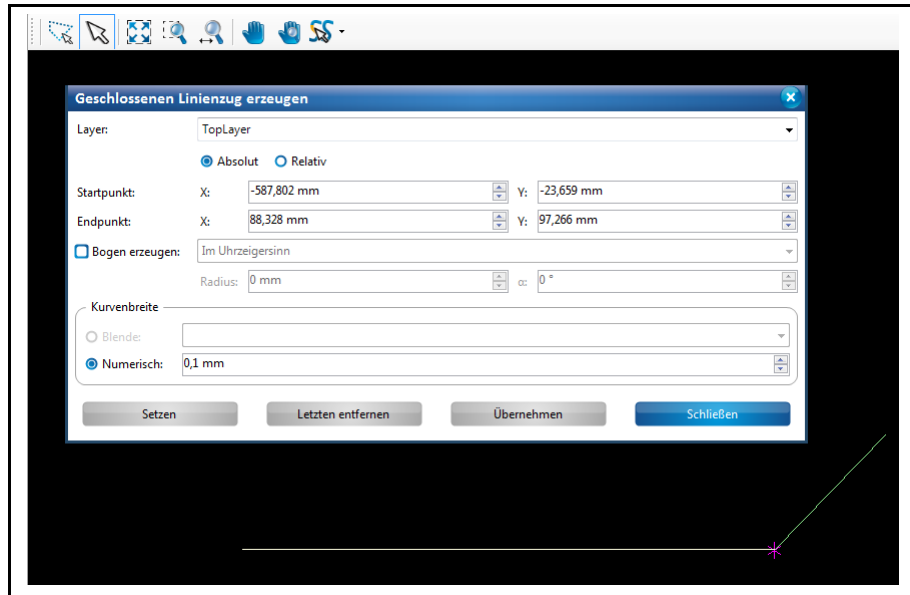 Geschlossenen Linienzug erzeugen
Layer: TopLayer
Absolut Relativ
Startpunkt: X: -587,802 mm Y: -23,659 mm
Endpunkt: X: 88,328 mm Y: 97,266 mm
Bogen erzeugen: Im Uhrzeigersinn
Radius: 0 mm α: 0 °
Kurvenbreite
Blende:
Numerisch: 0,1 mm
Setzen Letzten entfernen Übernehmen Schließen